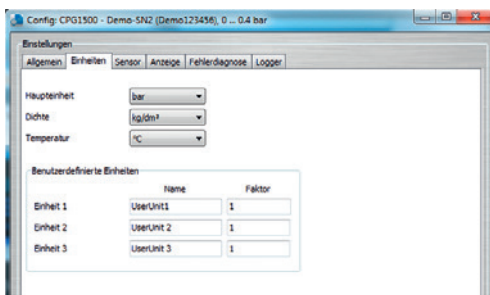 Config: CPG1500 - Demo-SN2 (Demo123456), 0 ... 0.4 bar
Einstellungen
Allgemein Einheiten Sensor Anzeige Fehlerdiagnose Logger
Haupteinheit bar
Dichte kg/dm³
Temperatur °C
Benutzerdefinierte Einheiten
Name Faktor
Einheit 1 UserUnit1 1
Einheit 2 UserUnit 2 1
Einheit 3 UserUnit 3 1